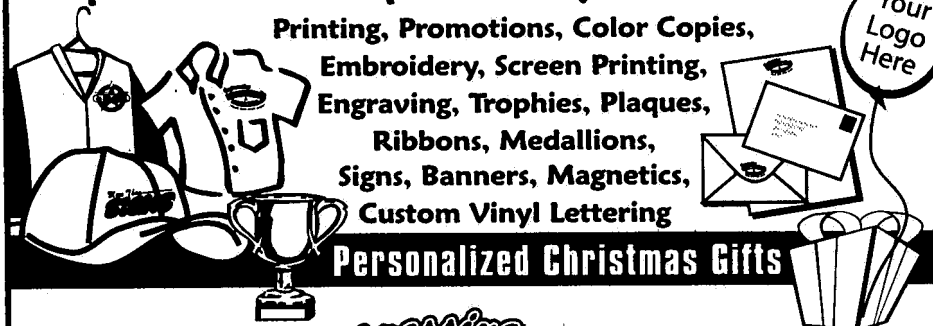 Your
Logo
Here
Printing, Promotions, Color Copies,
Embroidery, Screen Printing,
Engraving, Trophies, Plaques,
Ribbons, Medallions,
Signs, Banners, Magnetics,
Custom Vinyl Lettering
Personalized Christmas Gifts